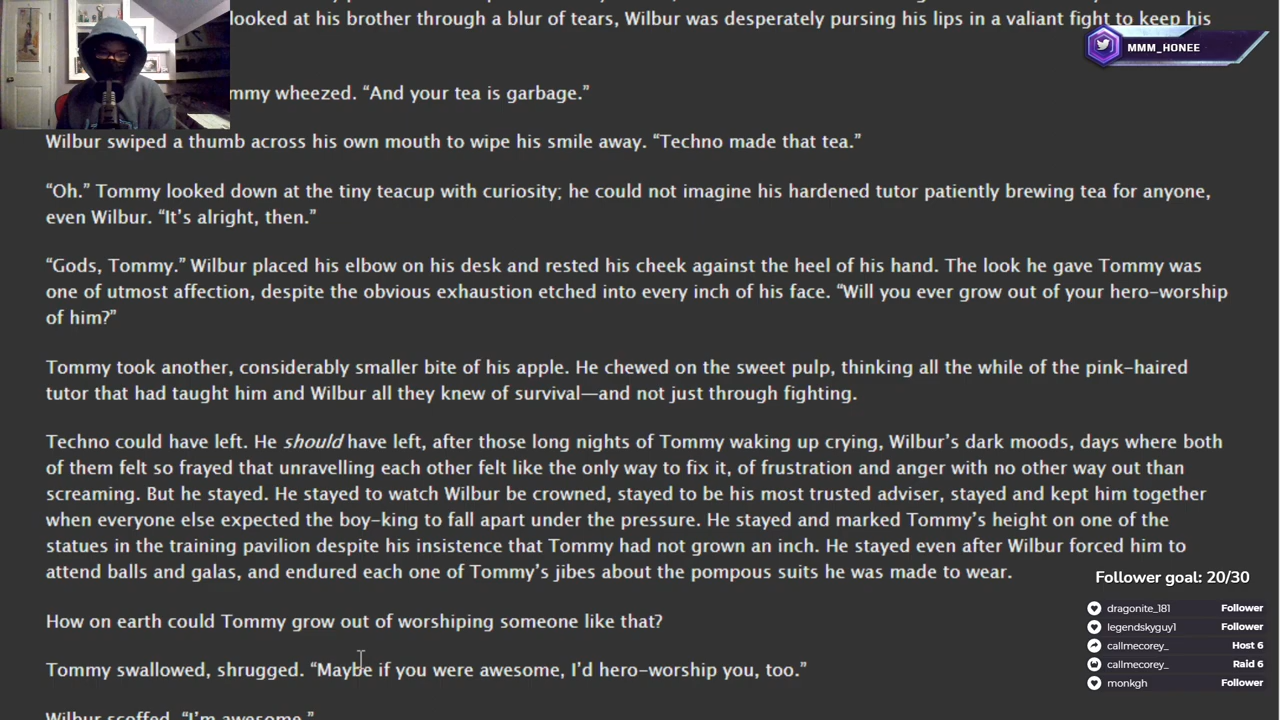 looked at his brother through a blur of tears, Wilbur was desperately pursing his lips in a valiant fight to keep his
MMM_HONEE
mmy wheezed. “And your tea is garbage.”
Wilbur swiped a thumb across his own mouth to wipe his smile away. “Techno made that tea.”
“Oh.” Tommy looked down at the tiny teacup with curiosity; he could not imagine his hardened tutor patiently brewing tea for anyone,
even Wilbur. “It’s alright, then.”
“Gods, Tommy.” Wilbur placed his elbow on his desk and rested his cheek against the heel of his hand. The look he gave Tommy was
one of utmost affection, despite the obvious exhaustion etched into every inch of his face. “Will you ever grow out of your hero-worship
of him?”
Tommy took another, considerably smaller bite of his apple. He chewed on the sweet pulp, thinking all the while of the pink-haired
tutor that had taught him and Wilbur all they knew of survival—and not just through fighting.
Techno could have left. He should have left, after those long nights of Tommy waking up crying, Wilbur’s dark moods, days where both
of them felt so frayed that unravelling each other felt like the only way to fix it, of frustration and anger with no other way out than
screaming. But he stayed. He stayed to watch Wilbur be crowned, stayed to be his most trusted adviser, stayed and kept him together
when everyone else expected the boy-king to fall apart under the pressure. He stayed and marked Tommy’s height on one of the
statues in the training pavilion despite his insistence that Tommy had not grown an inch. He stayed even after Wilbur forced him to
attend balls and galas, and endured each one of Tommy’s jibes about the pompous suits he was made to wear.
How on earth could Tommy grow out of worshiping someone like that?
Tommy swallowed, shrugged. “Maybe if you were awesome, I’d hero-worship you, too.”
Wilbur scoffed. “I’m awesome.”
Follower goal: 20/30
dragonite_181 Follower
legendskyguy1 Follower
callmecorey_ Host 6
callmecorey_ Raid 6
monkgh Follower